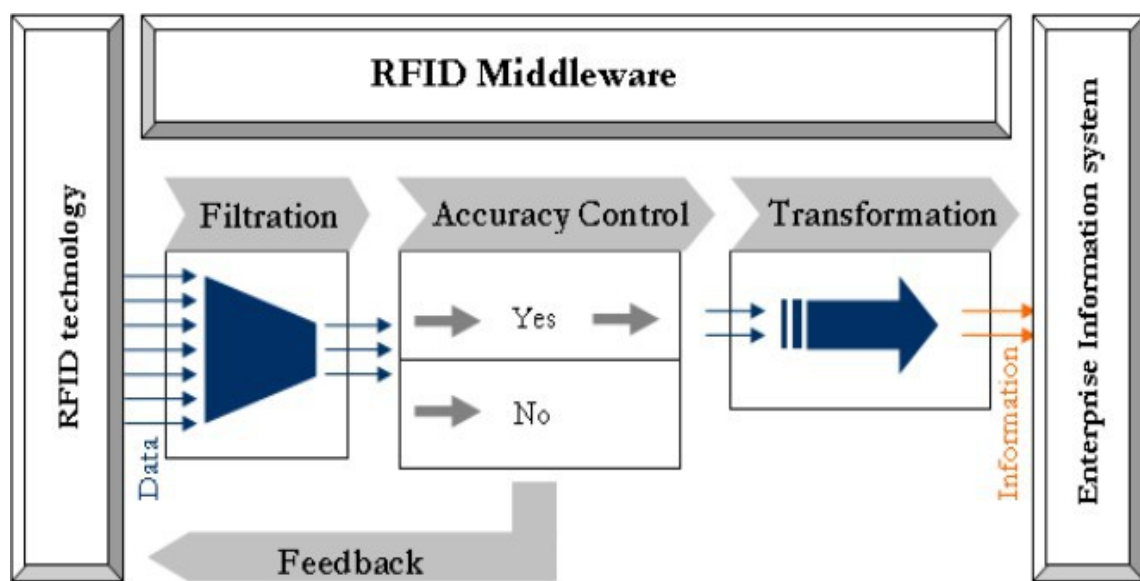 RFID Middleware
RFID technology
Filtration
Accuracy Control
Transformation
Yes
No
Data
Information
Feedback
Enterprise Information system